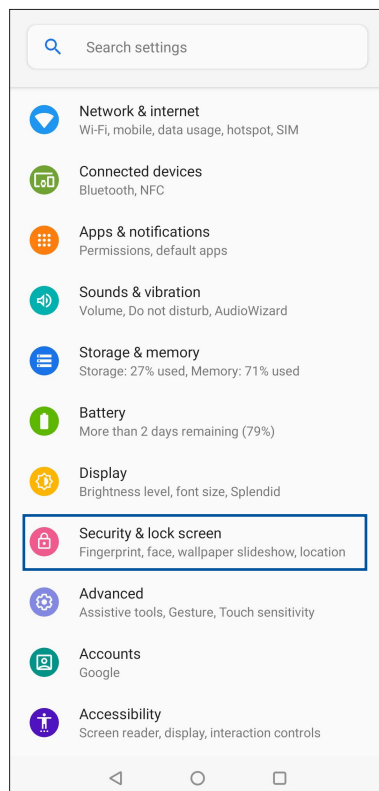 Search settings
Network & internet
Wi-Fi, mobile, data usage, hotspot, SIM
Connected devices
Bluetooth, NFC
Apps & notifications
Permissions, default apps
Sounds & vibration
Volume, Do not disturb, AudioWizard
Storage & memory
Storage: 27% used, Memory: 71% used
Battery
More than 2 days remaining (79%)
Display
Brightness level, font size, Splendid
Security & lock screen
Fingerprint, face, wallpaper slideshow, location
Advanced
Assistive tools, Gesture, Touch sensitivity
Accounts
Google
Accessibility
Screen reader, display, interaction controls